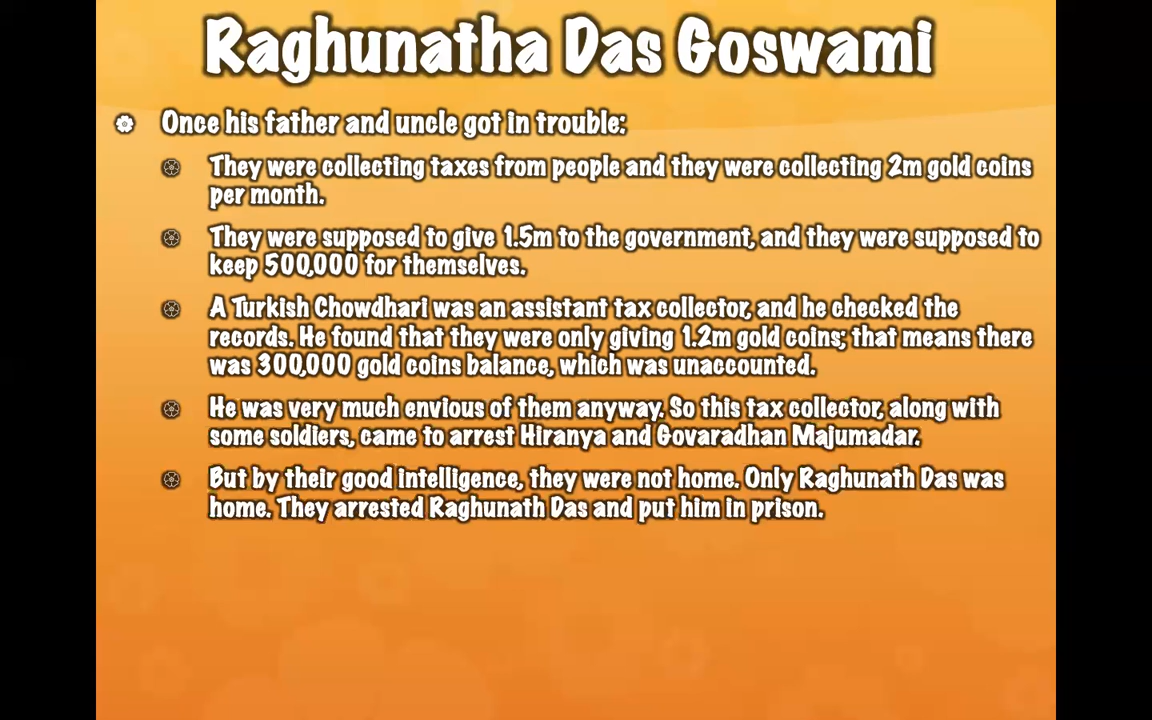 Raghunatha Das Goswami
Once his father and uncle got in trouble:
They were collecting taxes from people and they were collecting 2m gold coins
per month.
They were supposed to give 1.5m to the government, and they were supposed to
keep 500,000 for themselves.
A Turkish Chowdhari was an assistant tax collector, and he checked the
records. He found that they were only giving 1.2m gold coins; that means there
was 300,000 gold coins balance, which was unaccounted.
He was very much envious of them anyway. So this tax collector, along with
some soldiers, came to arrest Hiranya and Govaradhan Majumadar.
But by their good intelligence, they were not home. Only Raghunath Das was
home. They arrested Raghunath Das and put him in prison.